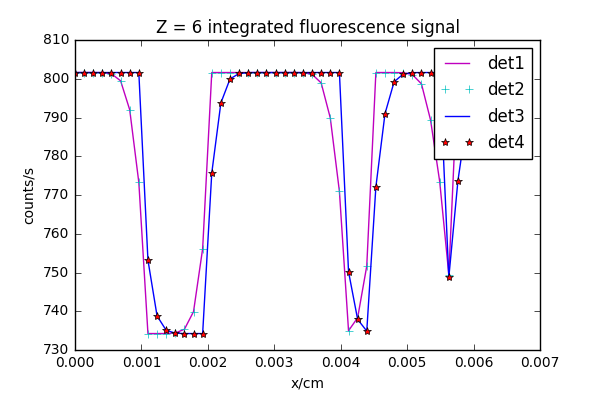 Z = 6 integrated fluorescence signal
counts/s
810
800
790
780
770
760
750
740
730
det1
det2
det3
det4
0.000 0.001 0.002 0.003 0.004 0.005 0.006 0.007
x/cm